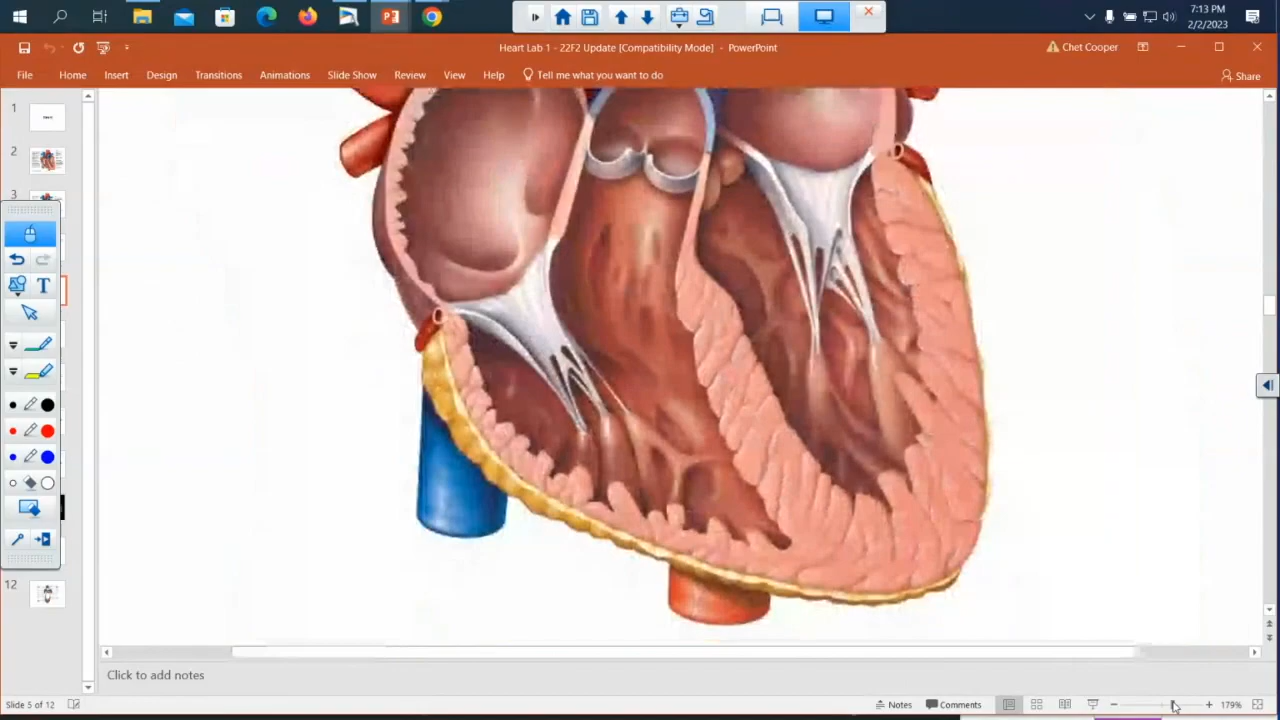 7:13 PM
2/2/2023
Heart Lab 1 - 22F2 Update [Compatibility Mode] - PowerPoint
Chet Cooper
File Home Insert Design Transitions Animations Slide Show Review View Help Tell me what you want to do Share
1
2
3
T
12
Click to add notes
Slide 5 of 12 Notes Comments 179%